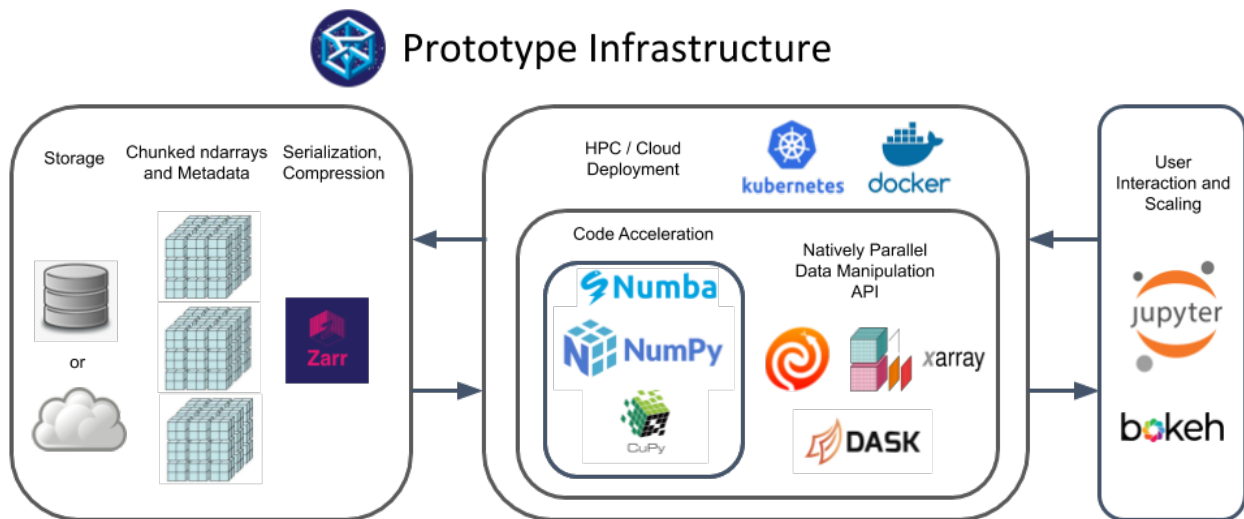 Prototype Infrastructure
Storage
Chunked ndarrays
and Metadata
Serialization,
Compression
or
Zarr
HPC / Cloud
Deployment
kubernetes
docker
Code Acceleration
Numba
NumPy
CuPy
Natively Parallel
Data Manipulation
API
xarray
DASK
User
Interaction and
Scaling
jupyter
bokeh